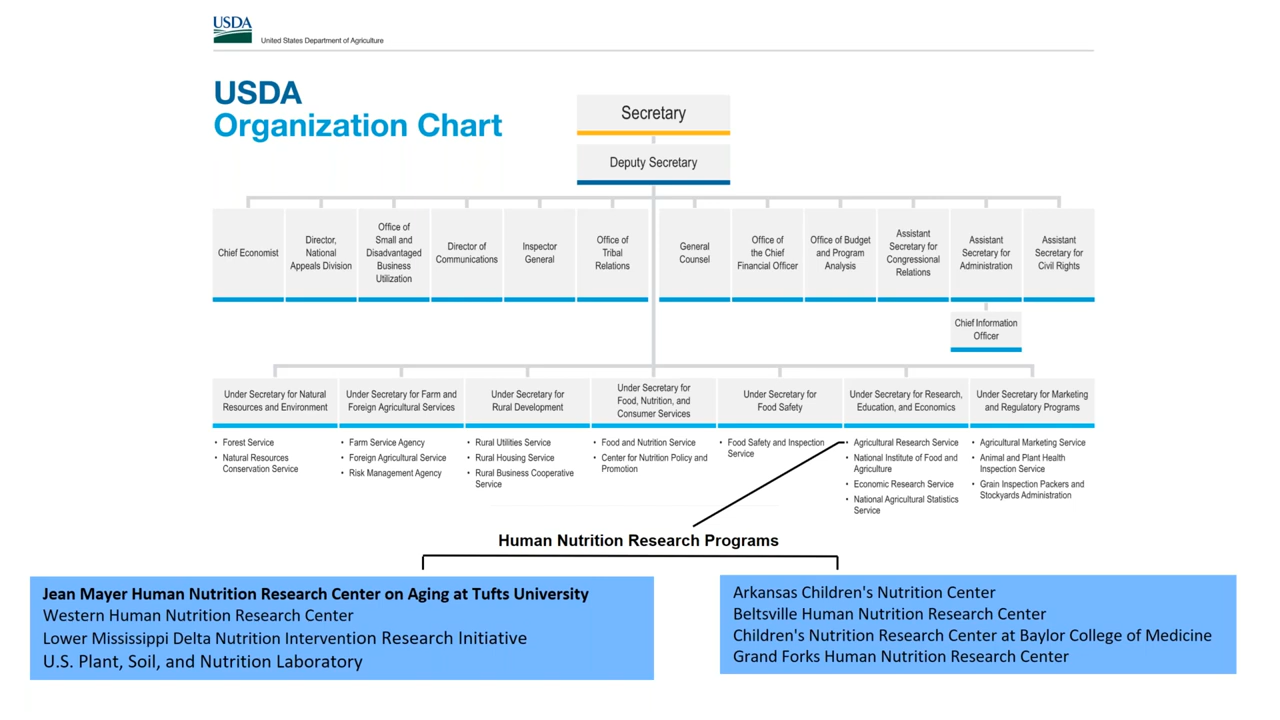 USDA
United States Department of Agriculture
USDA
Organization Chart
Secretary
Deputy Secretary
Chief Economist
Director,
National
Appeals Division
Office of
Small and
Disadvantaged
Business
Utilization
Director of
Communications
Inspector
General
Office of
Tribal
Relations
General
Counsel
Office of
the Chief
Financial Officer
Office of Budget
and Program
Analysis
Assistant
Secretary for
Congressional
Relations
Assistant
Secretary for
Administration
Assistant
Secretary for
Civil Rights
Chief Information
Officer
Under Secretary for Natural
Resources and Environment
• Forest Service
• Natural Resources
Conservation Service
Under Secretary for Farm and
Foreign Agricultural Services
• Farm Service Agency
• Foreign Agricultural Service
• Risk Management Agency
Under Secretary for
Rural Development
• Rural Utilities Service
• Rural Housing Service
• Rural Business Cooperative
Service
Under Secretary for
Food, Nutrition, and
Consumer Services
• Food and Nutrition Service
• Center for Nutrition Policy and
Promotion
Under Secretary for
Food Safety
• Food Safety and Inspection
Service
Under Secretary for Research,
Education, and Economics
• Agricultural Research Service
• National Institute of Food and
Agriculture
• Economic Research Service
• National Agricultural Statistics
Service
Under Secretary for Marketing
and Regulatory Programs
• Agricultural Marketing Service
• Animal and Plant Health
Inspection Service
• Grain Inspection Packers and
Stockyards Administration
Human Nutrition Research Programs
Jean Mayer Human Nutrition Research Center on Aging at Tufts University
Western Human Nutrition Research Center
Lower Mississippi Delta Nutrition Intervention Research Initiative
U.S. Plant, Soil, and Nutrition Laboratory
Arkansas Children's Nutrition Center
Beltsville Human Nutrition Research Center
Children's Nutrition Research Center at Baylor College of Medicine
Grand Forks Human Nutrition Research Center